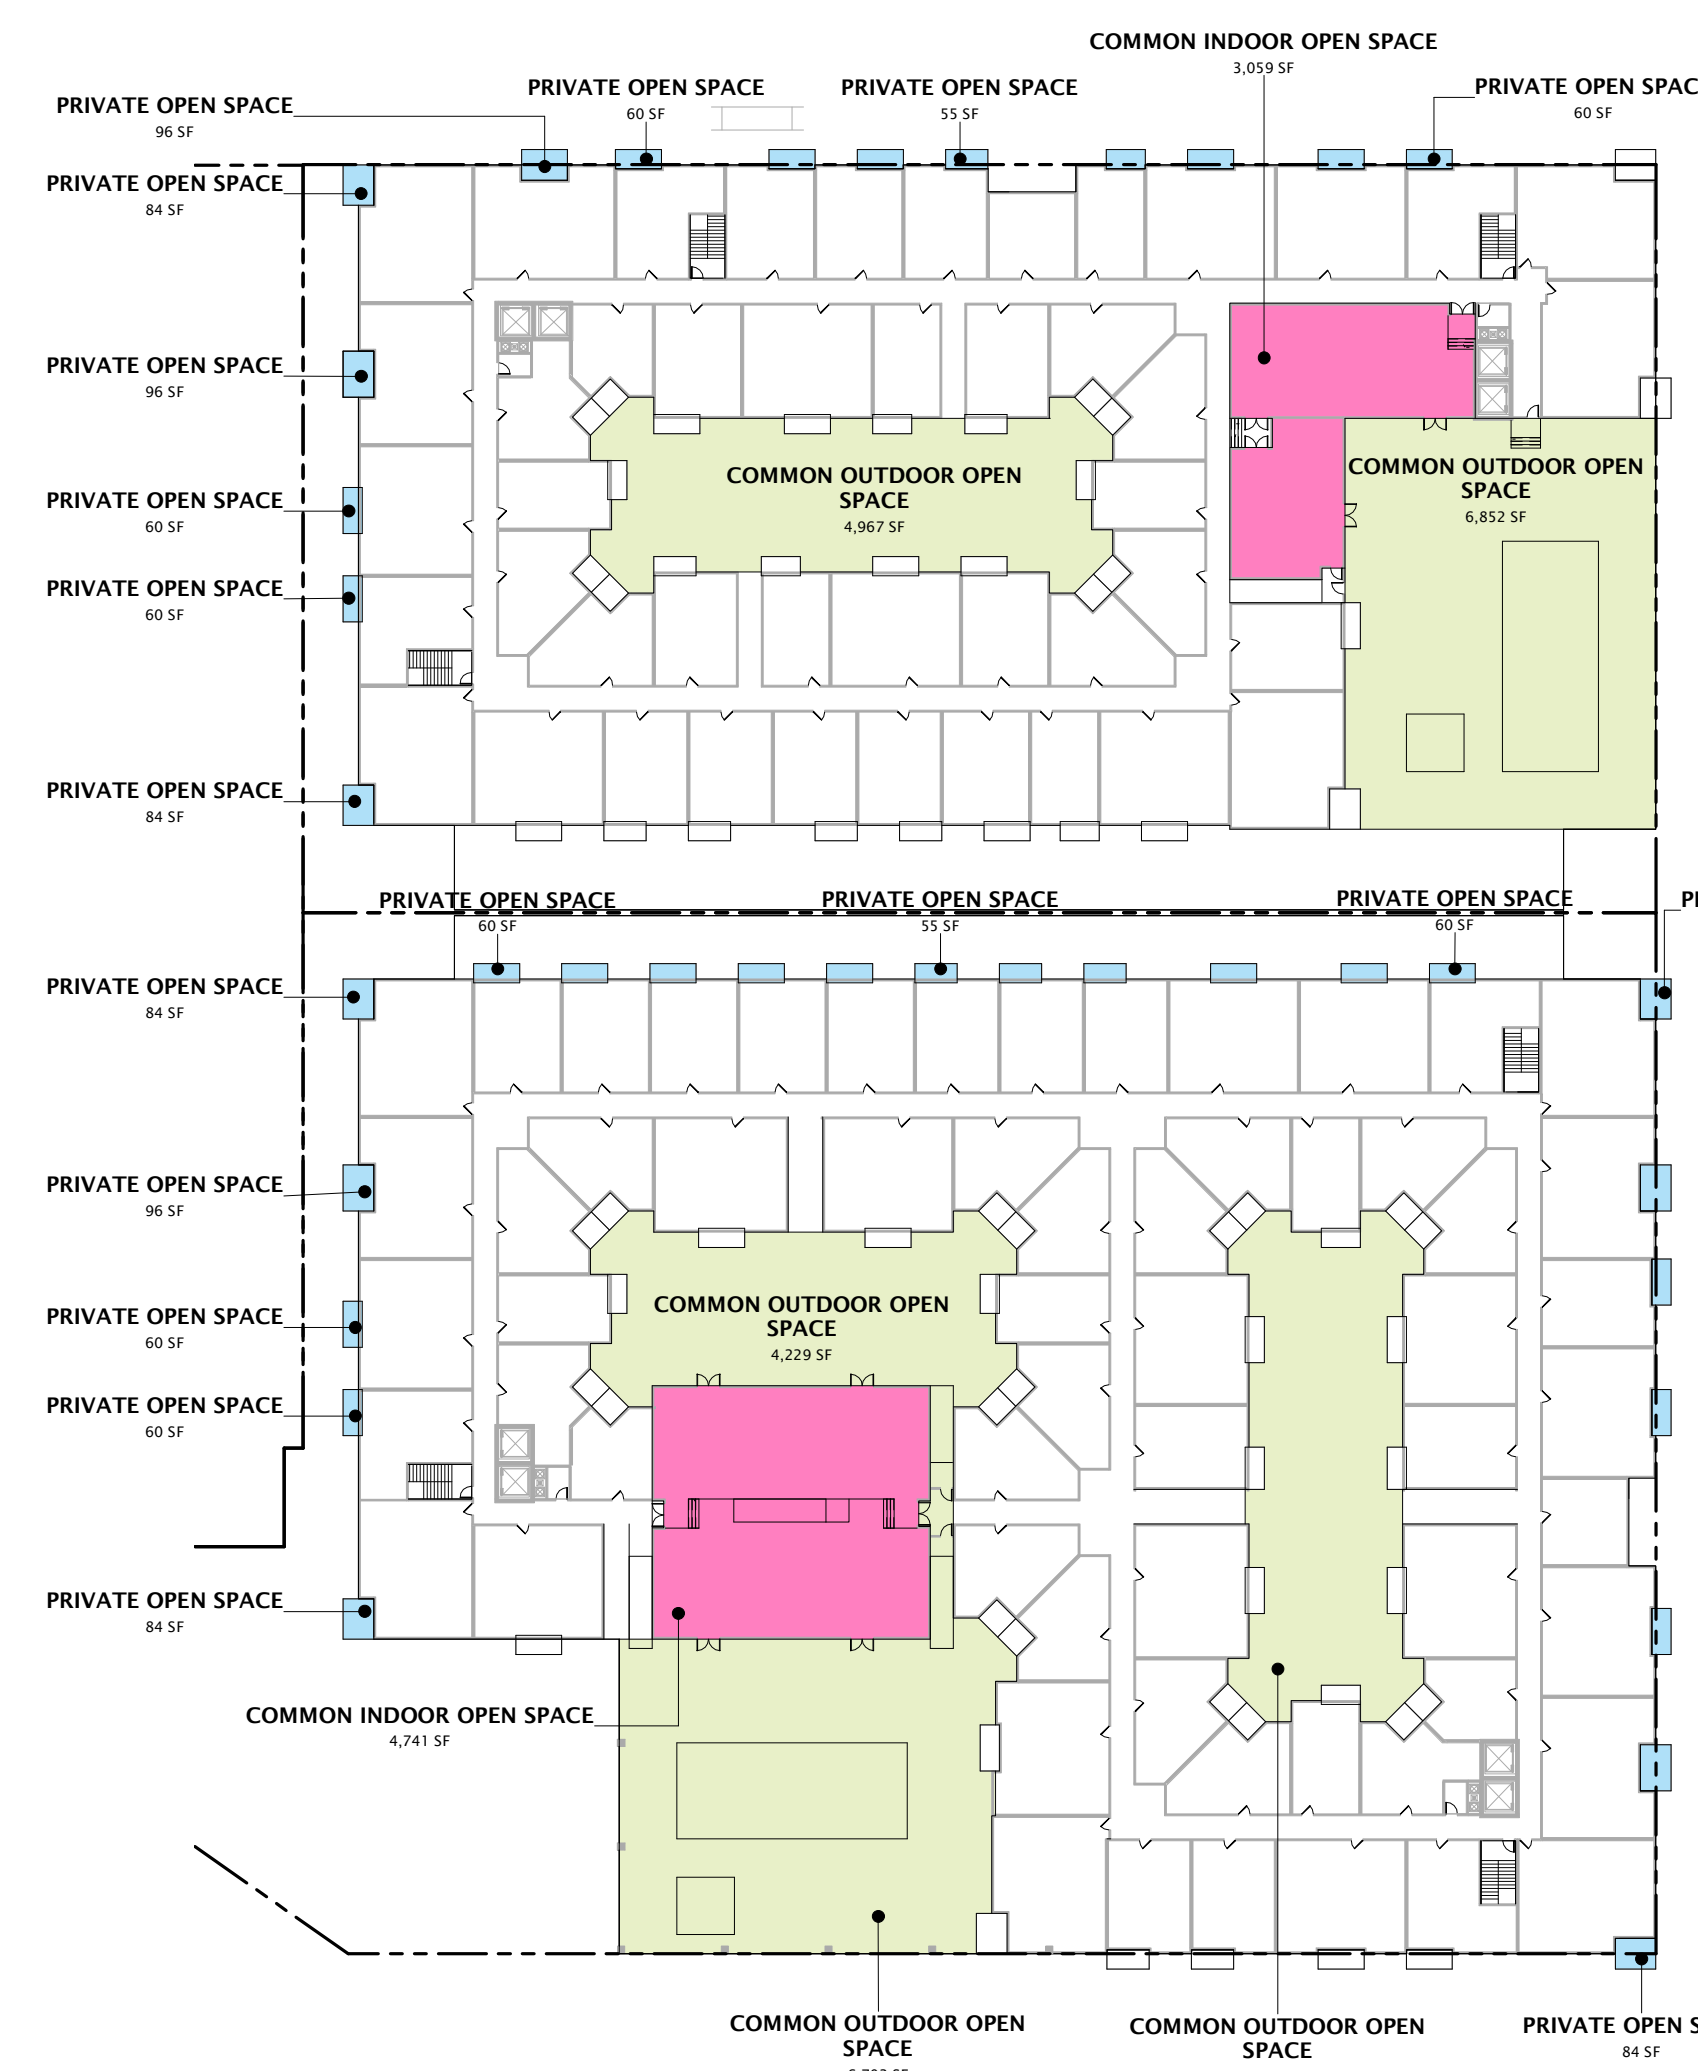 COMMON INDOOR OPEN SPACE
3,059 SF
PRIVATE OPEN SPACE
60 SF
PRIVATE OPEN SPACE
55 SF
PRIVATE OPEN SPAC
60 SF
PRIVATE OPEN SPACE
96 SF
PRIVATE OPEN SPACE
84 SF
PRIVATE OPEN SPACE
96 SF
COMMON OUTDOOR OPEN
SPACE
4,967 SF
COMMON OUTDOOR OPEN
SPACE
6,852 SF
PRIVATE OPEN SPACE
60 SF
PRIVATE OPEN SPACE
60 SF
PRIVATE OPEN SPACE
84 SF
PRIVATE OPEN SPACE
60 SF
PRIVATE OPEN SPACE
55 SF
PRIVATE OPEN SPACE
60 SF
PRIVATE OPEN SPACE
84 SF
PRIVATE OPEN SPACE
96 SF
COMMON OUTDOOR OPEN
SPACE
4,229 SF
PRIVATE OPEN SPACE
60 SF
PRIVATE OPEN SPACE
60 SF
PRIVATE OPEN SPACE
84 SF
COMMON INDOOR OPEN SPACE
4,741 SF
COMMON OUTDOOR OPEN
SPACE
COMMON OUTDOOR OPEN
SPACE
PRIVATE OPEN S
84 SF